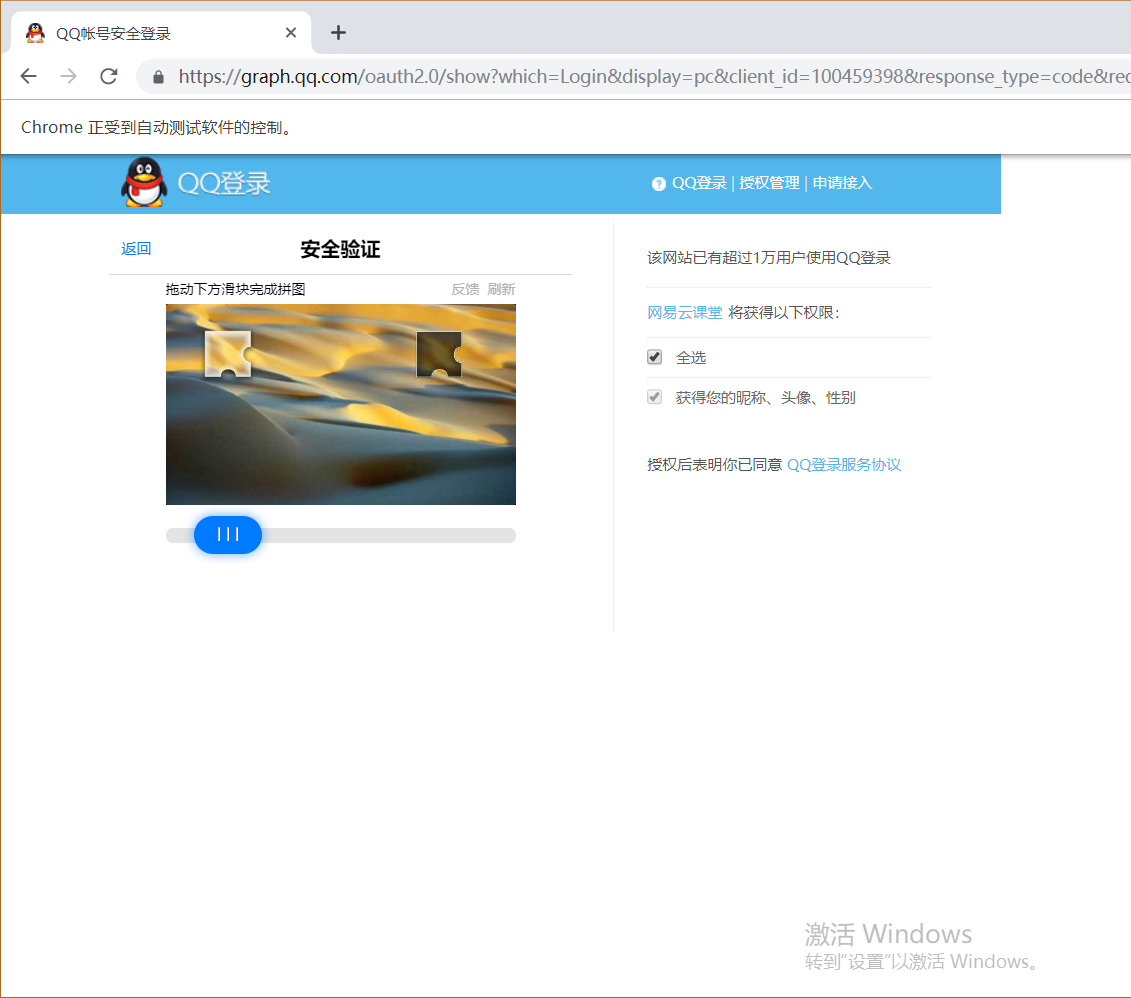 QQ帐号安全登录
https://graph.qq.com/oauth2.0/show?which=Login&display=pc&client_id=100459398&response_type=code&rec
Chrome 正受到自动测试软件的控制。
QQ登录
QQ登录 | 授权管理 | 申请接入
返回
安全验证
拖动下方滑块完成拼图
反馈 刷新
该网站已有超过1万用户使用QQ登录
网易云课堂 将获得以下权限：
全选
获得您的昵称、头像、性别
授权后表明你已同意 QQ登录服务协议
激活 Windows
转到“设置”以激活 Windows。